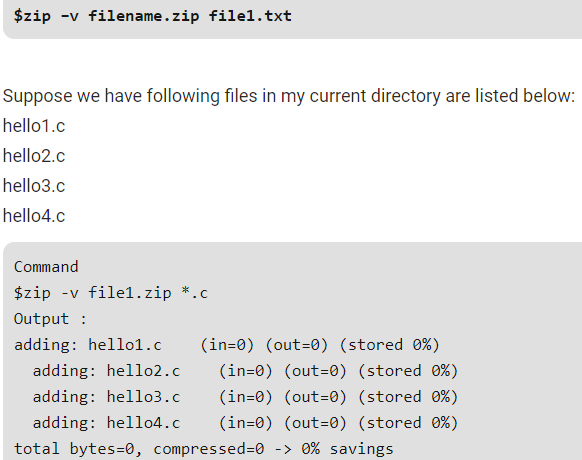 $zip -v filename.zip file1.txt
Suppose we have following files in my current directory are listed below:
hello1.c
hello2.c
hello3.c
hello4.c
Command
$zip -v file1.zip *.c
Output :
adding: hello1.c    (in=0) (out=0) (stored 0%)
  adding: hello2.c    (in=0) (out=0) (stored 0%)
  adding: hello3.c    (in=0) (out=0) (stored 0%)
  adding: hello4.c    (in=0) (out=0) (stored 0%)
total bytes=0, compressed=0 -> 0% savings